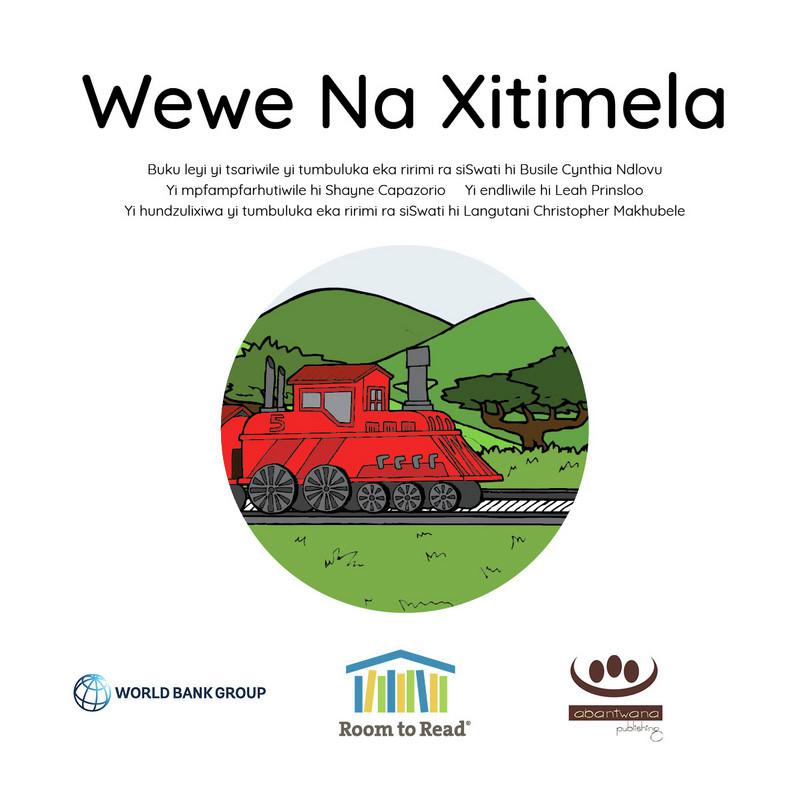 Wewe Na Xitimela
Buku leyi yi tsariwile yi tumbuluka eka ririmi ra siSwati hi Busile Cynthia Ndlovu
Yi mpfampfarhutiwile hi Shayne Capazorio Yi endliwile hi Leah Prinsloo
Yi hundzulixiwa yi tumbuluka eka ririmi ra siSwati hi Langutani Christopher Makhubele
5
WORLD BANK GROUP
Room to Read®
abantwana
publishing